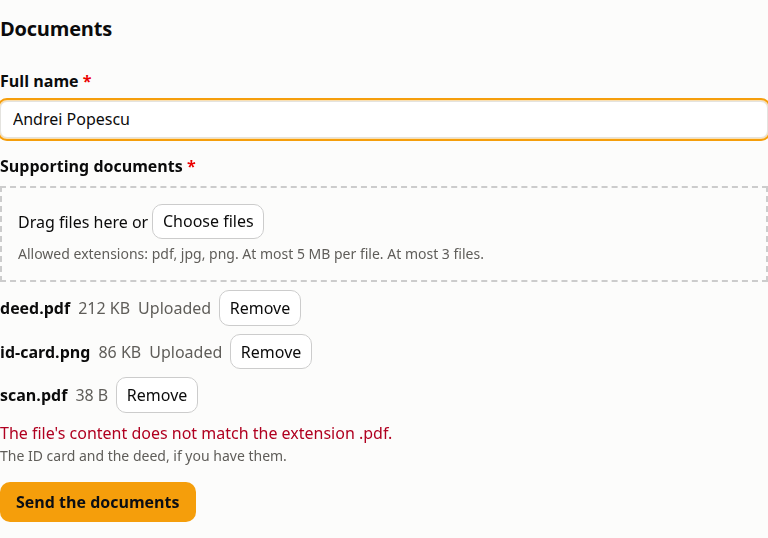 Documents
Full name *
Andrei Popescu
Supporting documents *
Drag files here or Choose files
Allowed extensions: pdf, jpg, png. At most 5 MB per file. At most 3 files.
deed.pdf 212 KB Uploaded Remove
id-card.png 86 KB Uploaded Remove
scan.pdf 38 B Remove
The file's content does not match the extension .pdf.
The ID card and the deed, if you have them.
Send the documents